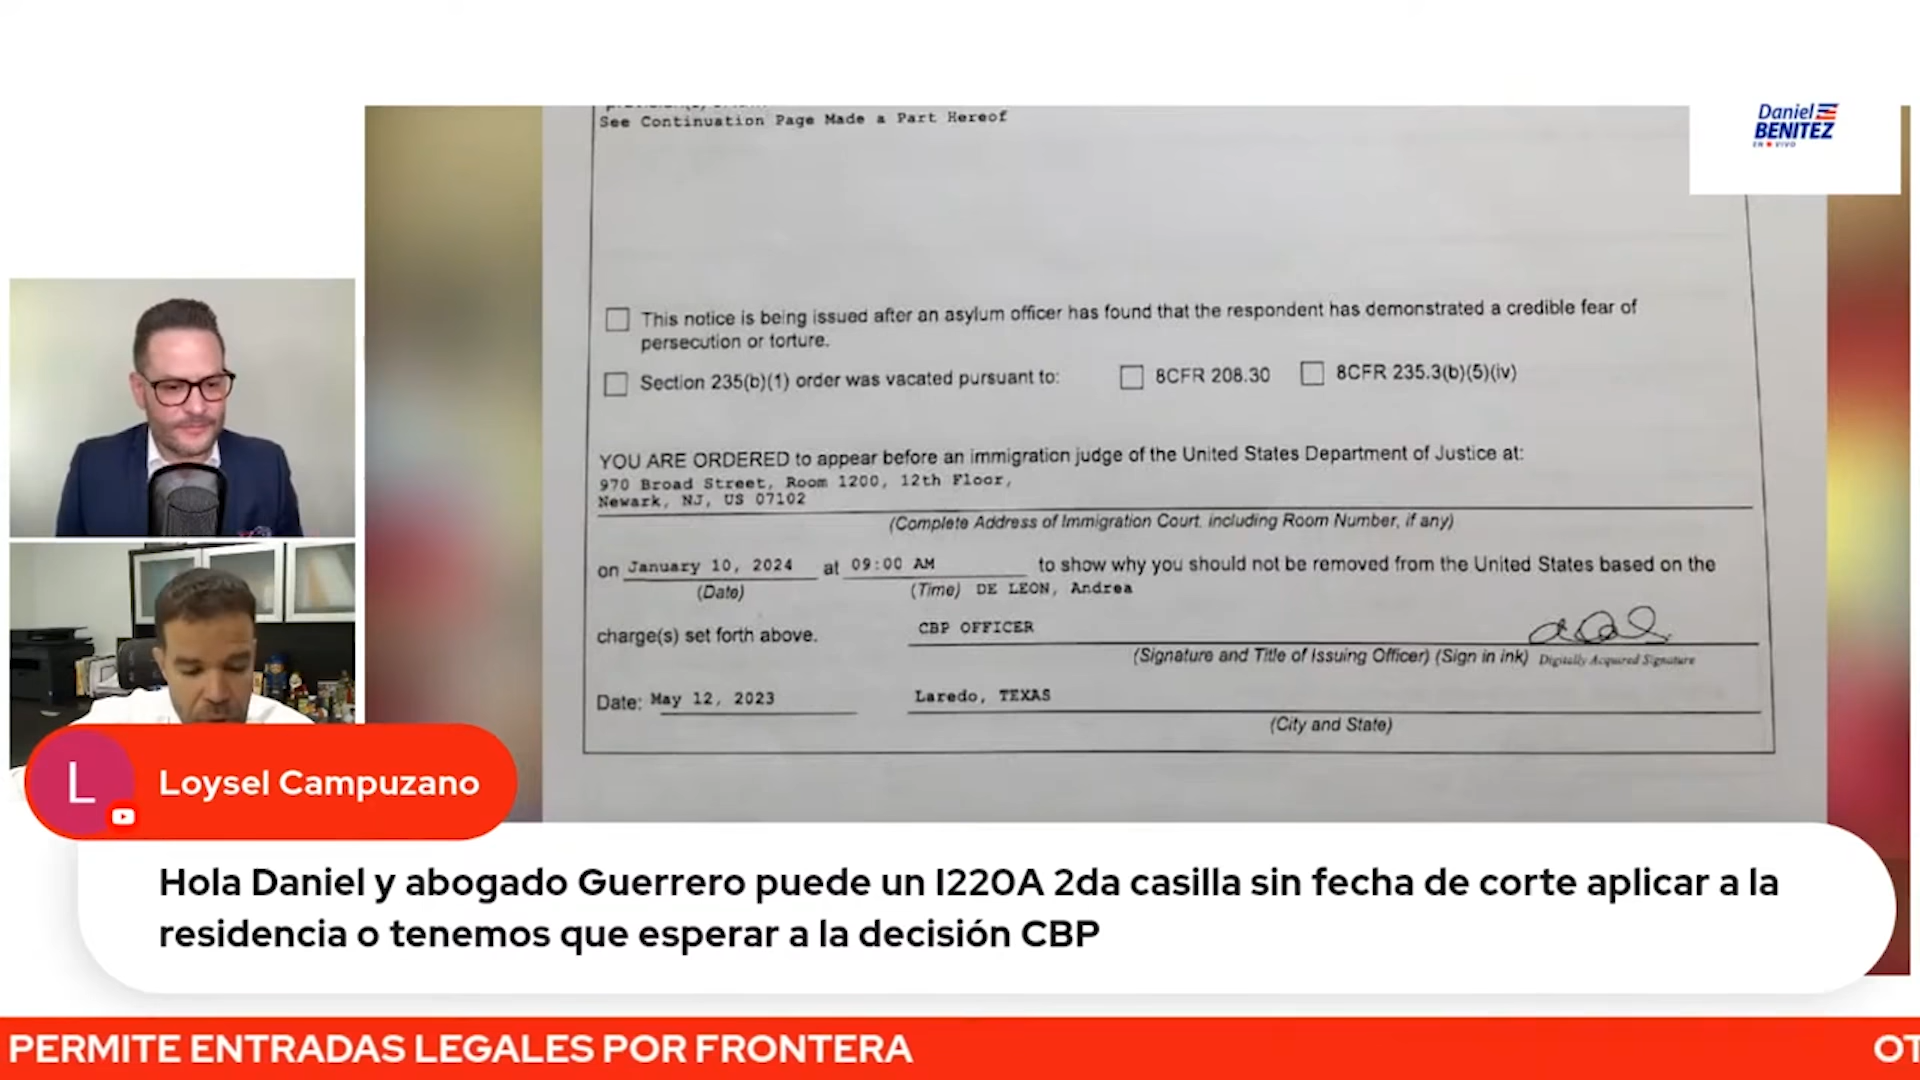 See Continuation Page Made a Part Hereof
Daniel
BENITEZ
EN VIVO
This notice is being issued after an asylum officer has found that the respondent has demonstrated a credible fear of
persecution or torture.
Section 235(b)(1) order was vacated pursuant to:
8CFR 208.30
8CFR 235.3(b)(5)(iv)
YOU ARE ORDERED to appear before an immigration judge of the United States Department of Justice at:
970 Broad Street, Room 1200, 12th Floor,
Newark, NJ, US 07102
(Complete Address of Immigration Court, including Room Number, if any)
on January 10, 2024 at 09:00 AM to show why you should not be removed from the United States based on the
(Date) (Time) DE LEON, Andrea
charge(s) set forth above. CBP OFFICER
(Signature and Title of Issuing Officer) (Sign in ink) Digitally Acquired Signature
Date: May 12, 2023 Laredo, TEXAS
(City and State)
L
Loysel Campuzano
Hola Daniel y abogado Guerrero puede un I220A 2da casilla sin fecha de corte aplicar a la
residencia o tenemos que esperar a la decisión CBP
PERMITE ENTRADAS LEGALES POR FRONTERA
OT